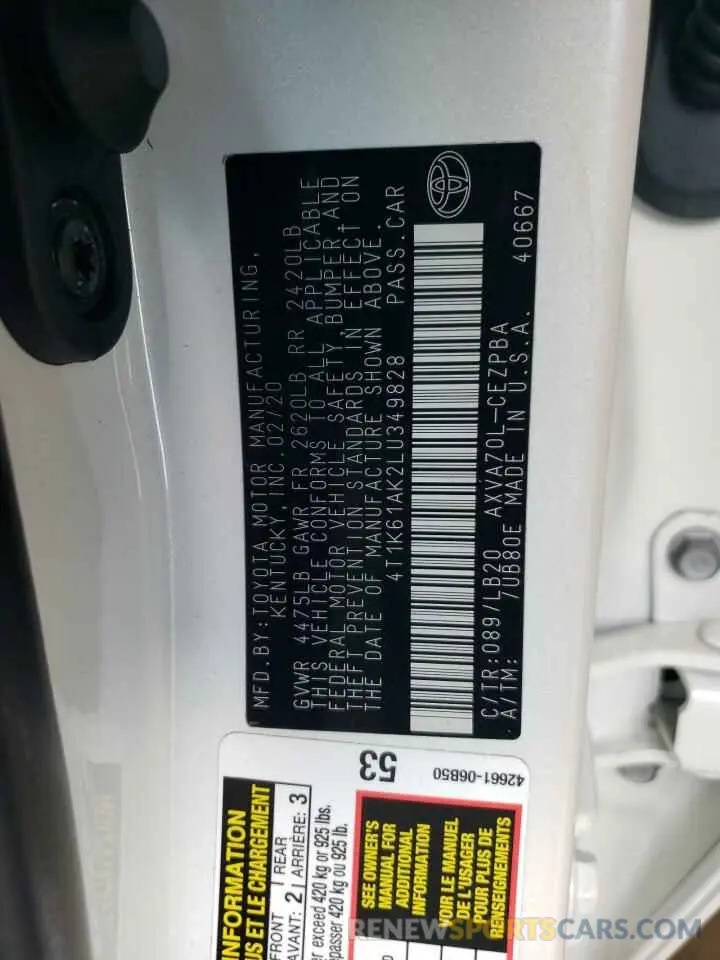 MFD. BY: TOYOTA MOTOR MANUFACTURING,
KENTUCKY, INC. 02/20
GVWR 4475LB GAWR FR 2620LB RR 2420LB
THIS VEHICLE CONFORMS TO ALL APPLICABLE
FEDERAL MOTOR VEHICLE SAFETY, BUMPER AND
THEFT PREVENTION STANDARDS IN EFFECT ON
THE DATE OF MANUFACTURE SHOWN ABOVE.
4T1K61AK2LU349828 PASS. CAR
C/TR: 089/LB20 AXVA70L-CEZPBA
A/TM: /UB80E MADE IN U.S.A. 40667
53
42661-06B50
INFORMATION
US ET LE CHARGEMENT
FRONT 2 REAR 3
AVANT: ARRIÈRE:
er exceed 420 kg or 925 lbs.
épasser 420 kg ou 925 lb.
SEE OWNER'S
MANUAL FOR
ADDITIONAL
INFORMATION
VOIR LE MANUEL
DE L'USAGER
POUR PLUS DE
RENSEIGNEMENTS
RENEWSPORTSCARS.COM